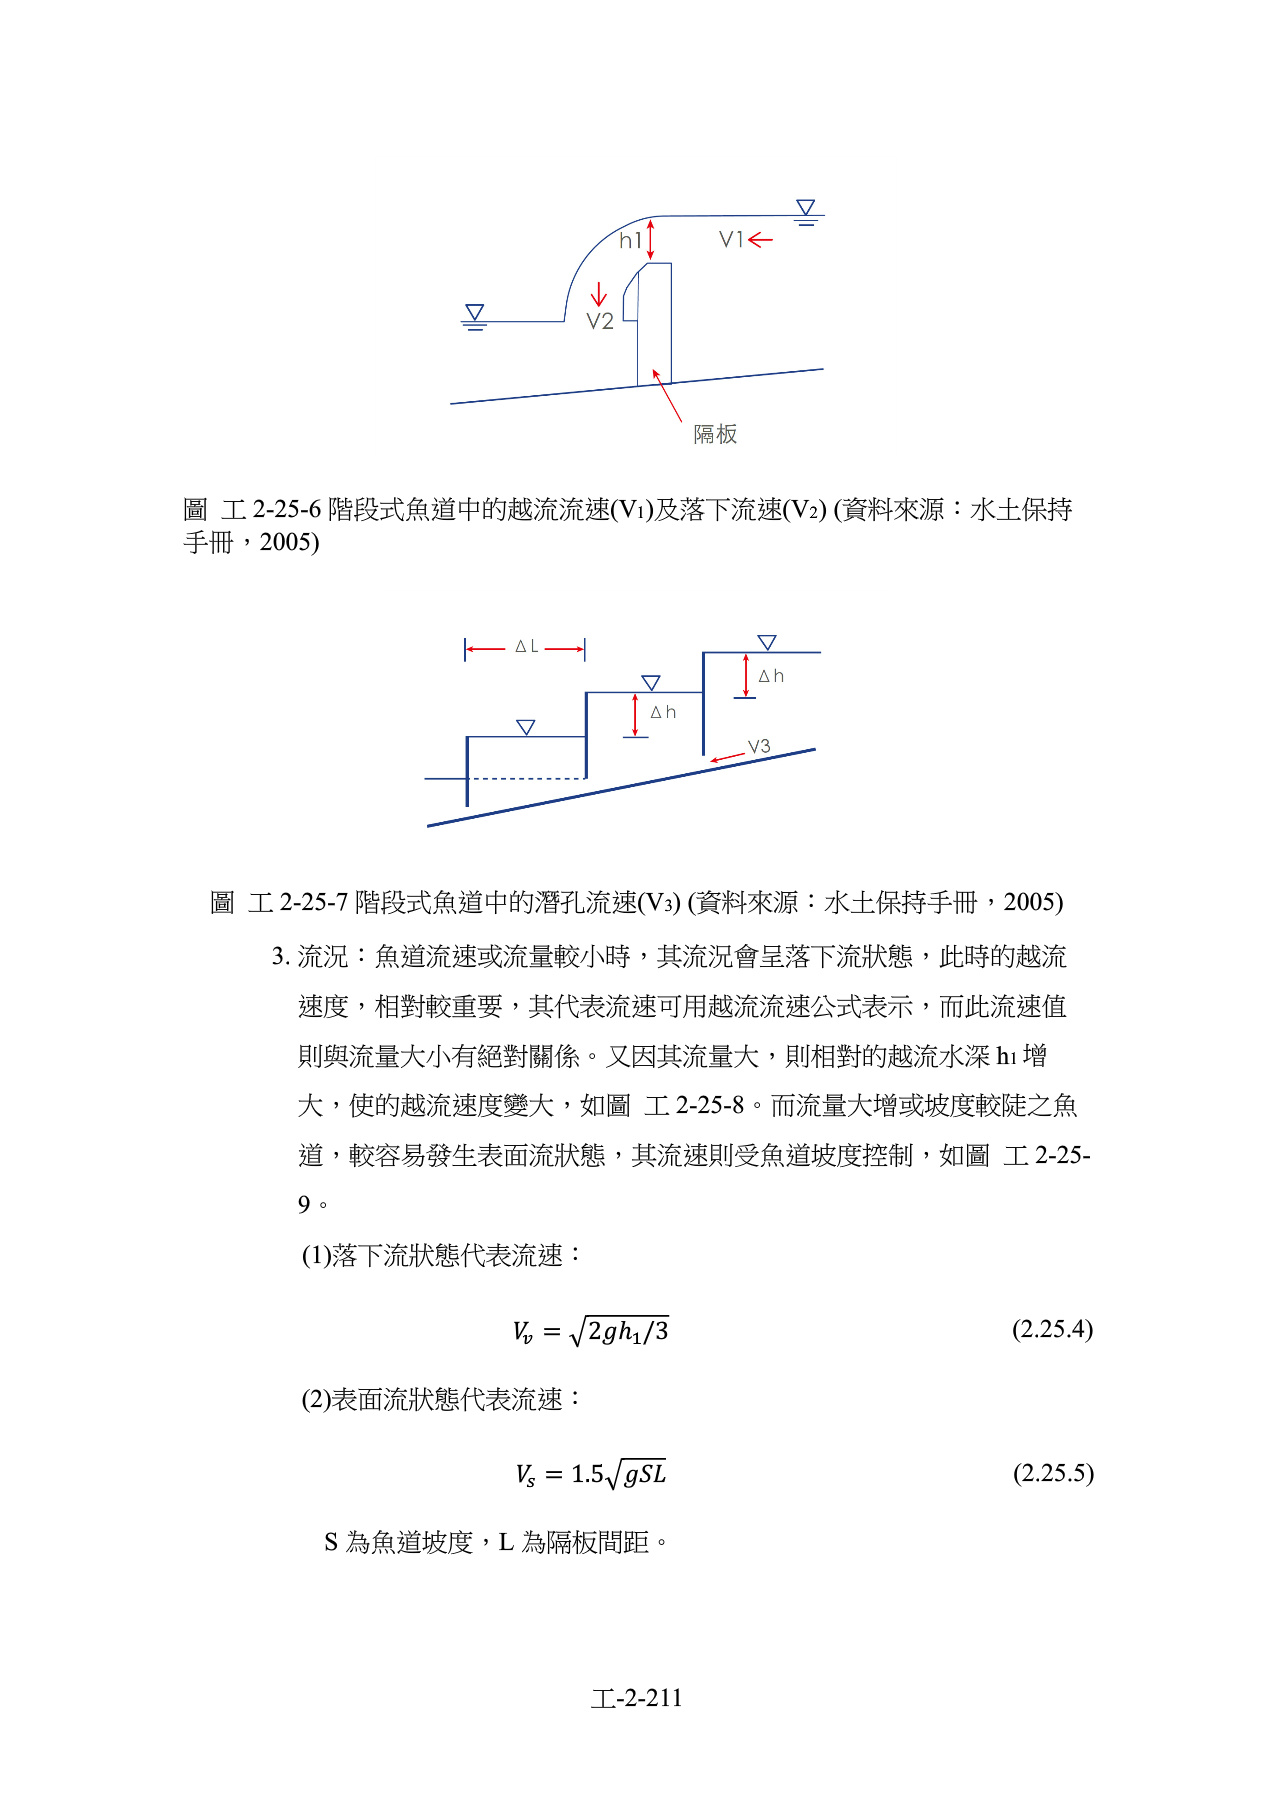 h1
V1
V2
隔板
圖 工 2-25-6 階段式魚道中的越流流速(V₁)及落下流速(V₂) (資料來源：水土保持
手冊，2005)
ΔL
Δh
Δh
V3
圖 工 2-25-7 階段式魚道中的潛孔流速(V₃) (資料來源：水土保持手冊，2005)
3. 流況：魚道流速或流量較小時，其流況會呈落下流狀態，此時的越流
速度，相對較重要，其代表流速可用越流流速公式表示，而此流速值
則與流量大小有絕對關係。又因其流量大，則相對的越流水深 h₁ 增
大，使的越流速度變大，如圖 工 2-25-8。而流量大增或坡度較陡之魚
道，較容易發生表面流狀態，其流速則受魚道坡度控制，如圖 工 2-25-
9。
(1)落下流狀態代表流速：
Vᵥ = √(2gh₁/3) (2.25.4)
(2)表面流狀態代表流速：
Vₛ = 1.5√(gSL) (2.25.5)
S 為魚道坡度，L 為隔板間距。
工-2-211